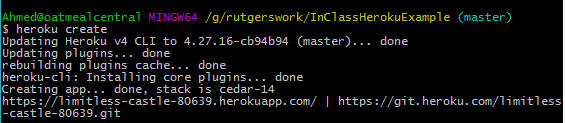 Ahmed@oatmealcentral MINGW64 /g/rutgerswork/InClassHerokuExample (master)
$ heroku create
Updating Heroku v4 CLI to 4.27.16-cb94b94 (master)... done
Updating plugins... done
rebuilding plugins cache... done
heroku-cli: Installing core plugins... done
Creating app... done, stack is cedar-14
https://limitless-castle-80639.herokuapp.com/ | https://git.heroku.com/limitless
-castle-80639.git